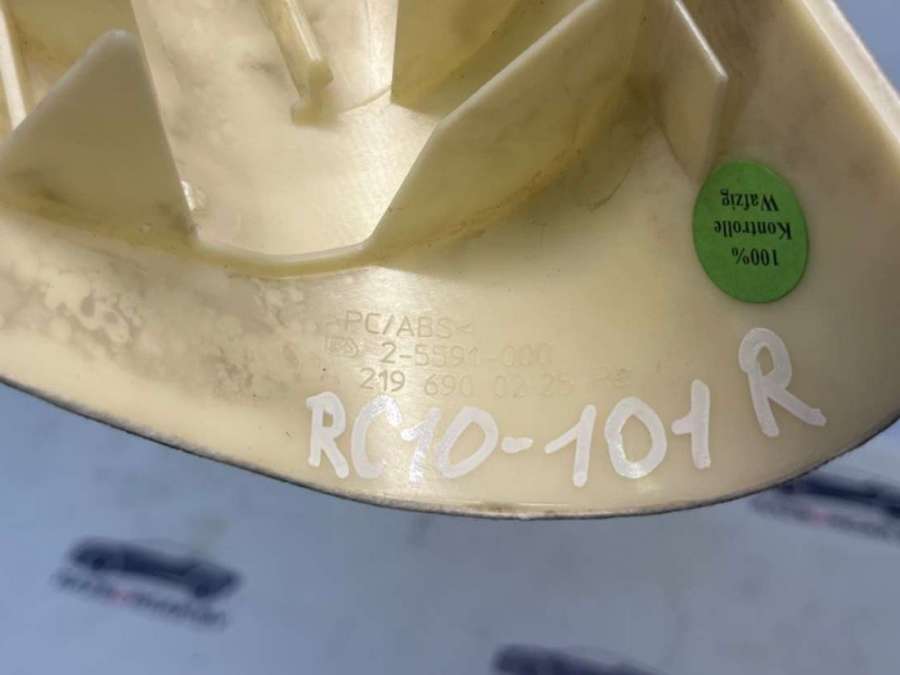 PC/ABS<
2-5591-000
219 690 02 25
RC10-101 R
100%
Kontrolle
Wafzig